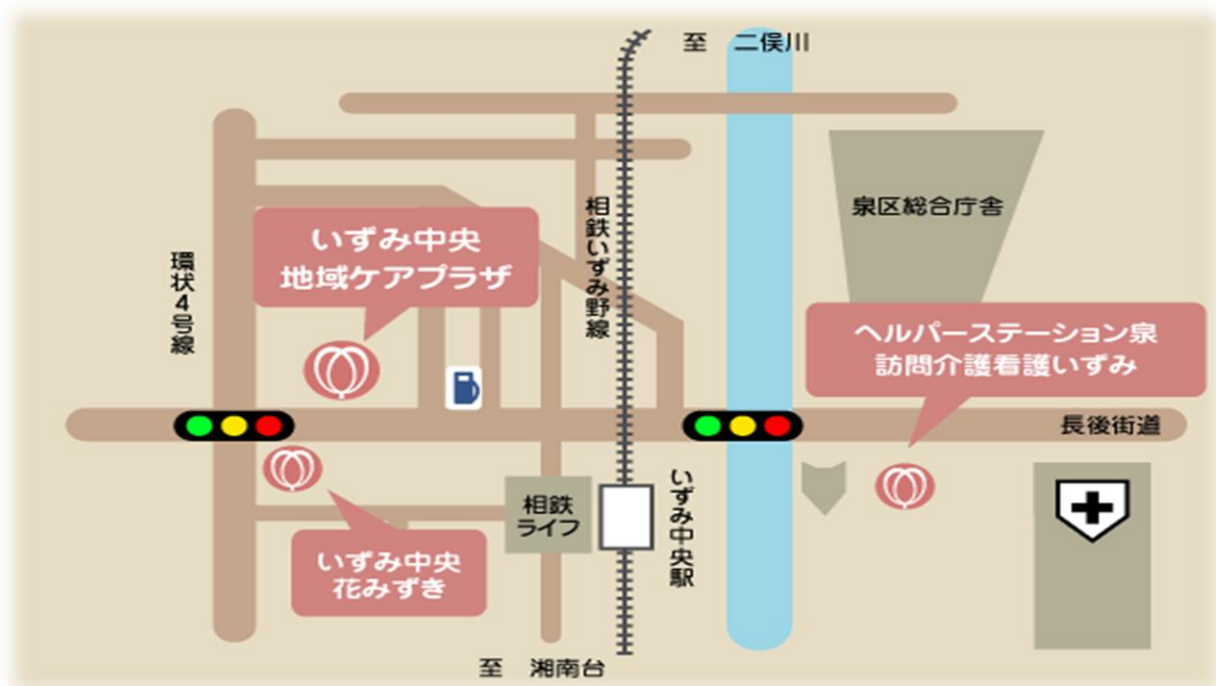 至 二俣川
泉区総合庁舎
相鉄いずみ野線
いずみ中央
地域ケアプラザ
環状4号線
ヘルパーステーション泉
訪問介護看護いずみ
長後街道
いずみ中央駅
相鉄
ライフ
いずみ中央
花みずき
至 湘南台